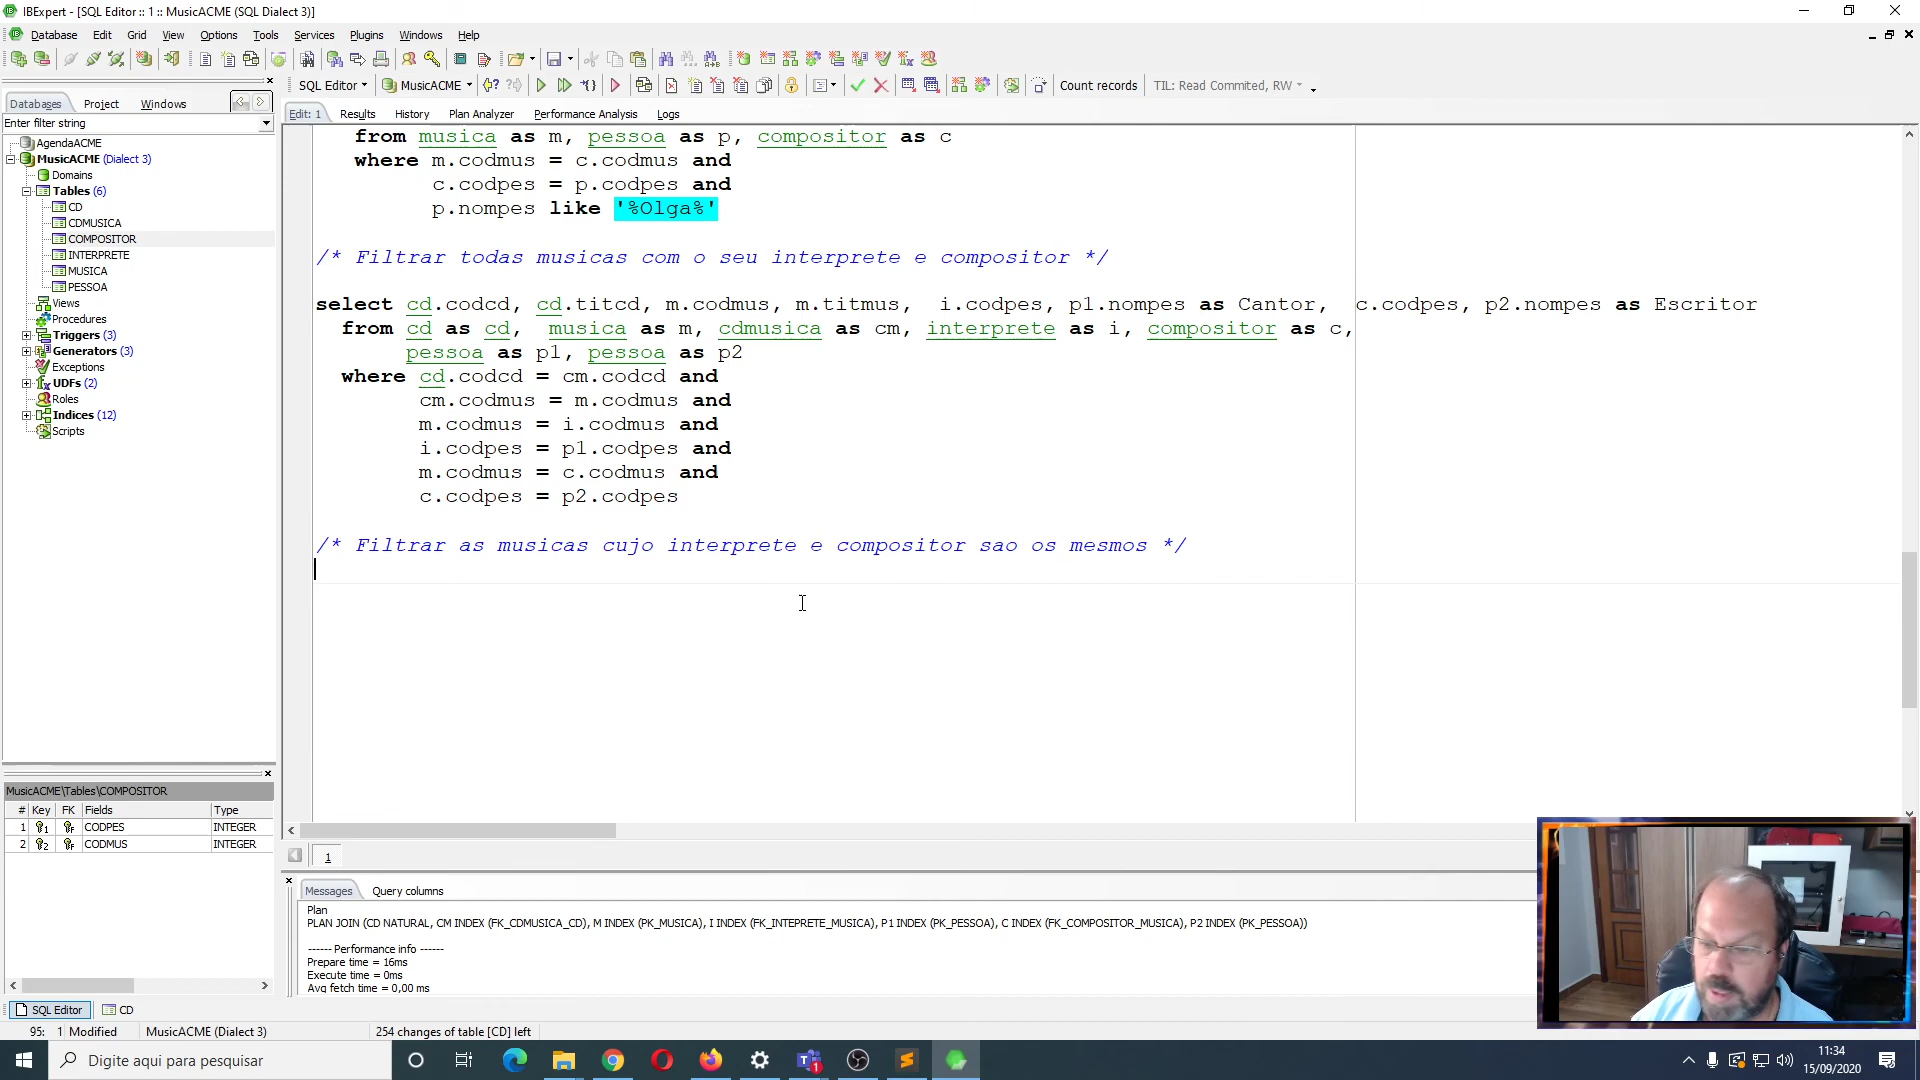 IBExpert - [SQL Editor :: 1 :: MusicACME (SQL Dialect 3)]
Database Edit Grid View Options Tools Services Plugins Windows Help
SQL Editor MusicACME Count records TIL: Read Commited, RW
Databases Project Windows
Edit: 1 Results History Plan Analyzer Performance Analysis Logs
Enter filter string
AgendaACME
MusicACME (Dialect 3)
Domains
Tables (6)
CD
CDMUSICA
COMPOSITOR
INTERPRETE
MUSICA
PESSOA
Views
Procedures
Triggers (3)
Generators (3)
Exceptions
UDFs (2)
Roles
Indices (12)
Scripts
from musica as m, pessoa as p, compositor as c
where m.codmus = c.codmus and
c.codpes = p.codpes and
p.nompes like '%Olga%'
/* Filtrar todas musicas com o seu interprete e compositor */
select cd.codcd, cd.titcd, m.codmus, m.titmus, i.codpes, p1.nompes as Cantor, c.codpes, p2.nompes as Escritor
from cd as cd, musica as m, cdmusica as cm, interprete as i, compositor as c,
pessoa as p1, pessoa as p2
where cd.codcd = cm.codcd and
cm.codmus = m.codmus and
m.codmus = i.codmus and
i.codpes = p1.codpes and
m.codmus = c.codmus and
c.codpes = p2.codpes
/* Filtrar as musicas cujo interprete e compositor sao os mesmos */
MusicACME\Tables\COMPOSITOR
# Key FK Fields Type
1 CODPES INTEGER
2 CODMUS INTEGER
1
Messages Query columns
Plan
PLAN JOIN (CD NATURAL, CM INDEX (FK_CDMUSICA_CD), M INDEX (PK_MUSICA), I INDEX (FK_INTEPRETE_MUSICA), P1 INDEX (PK_PESSOA), C INDEX (FK_COMPOSITOR_MUSICA), P2 INDEX (PK_PESSOA))
------ Performance info ------
Prepare time = 16ms
Execute time = 0ms
Avg fetch time = 0,00 ms
SQL Editor CD
95: 1 Modified MusicACME (Dialect 3) 254 changes of table [CD] left
Digite aqui para pesquisar
11:34
15/09/2020